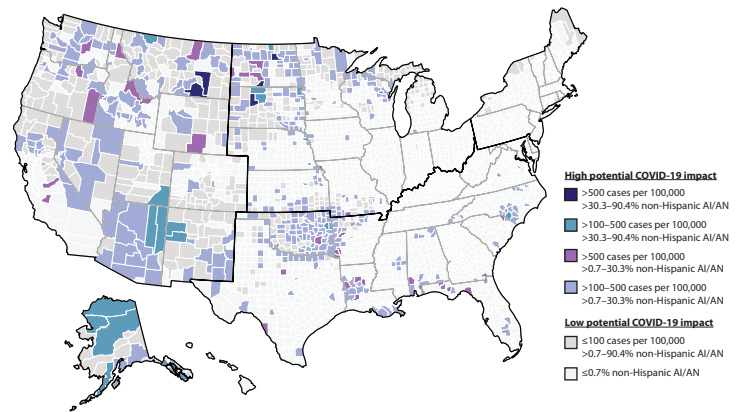 High potential COVID-19 impact
>500 cases per 100,000
>30.3–90.4% non-Hispanic AI/AN
>100–500 cases per 100,000
>30.3–90.4% non-Hispanic AI/AN
>500 cases per 100,000
>0.7–30.3% non-Hispanic AI/AN
>100–500 cases per 100,000
>0.7–30.3% non-Hispanic AI/AN
Low potential COVID-19 impact
≤100 cases per 100,000
>0.7–90.4% non-Hispanic AI/AN
≤0.7% non-Hispanic AI/AN